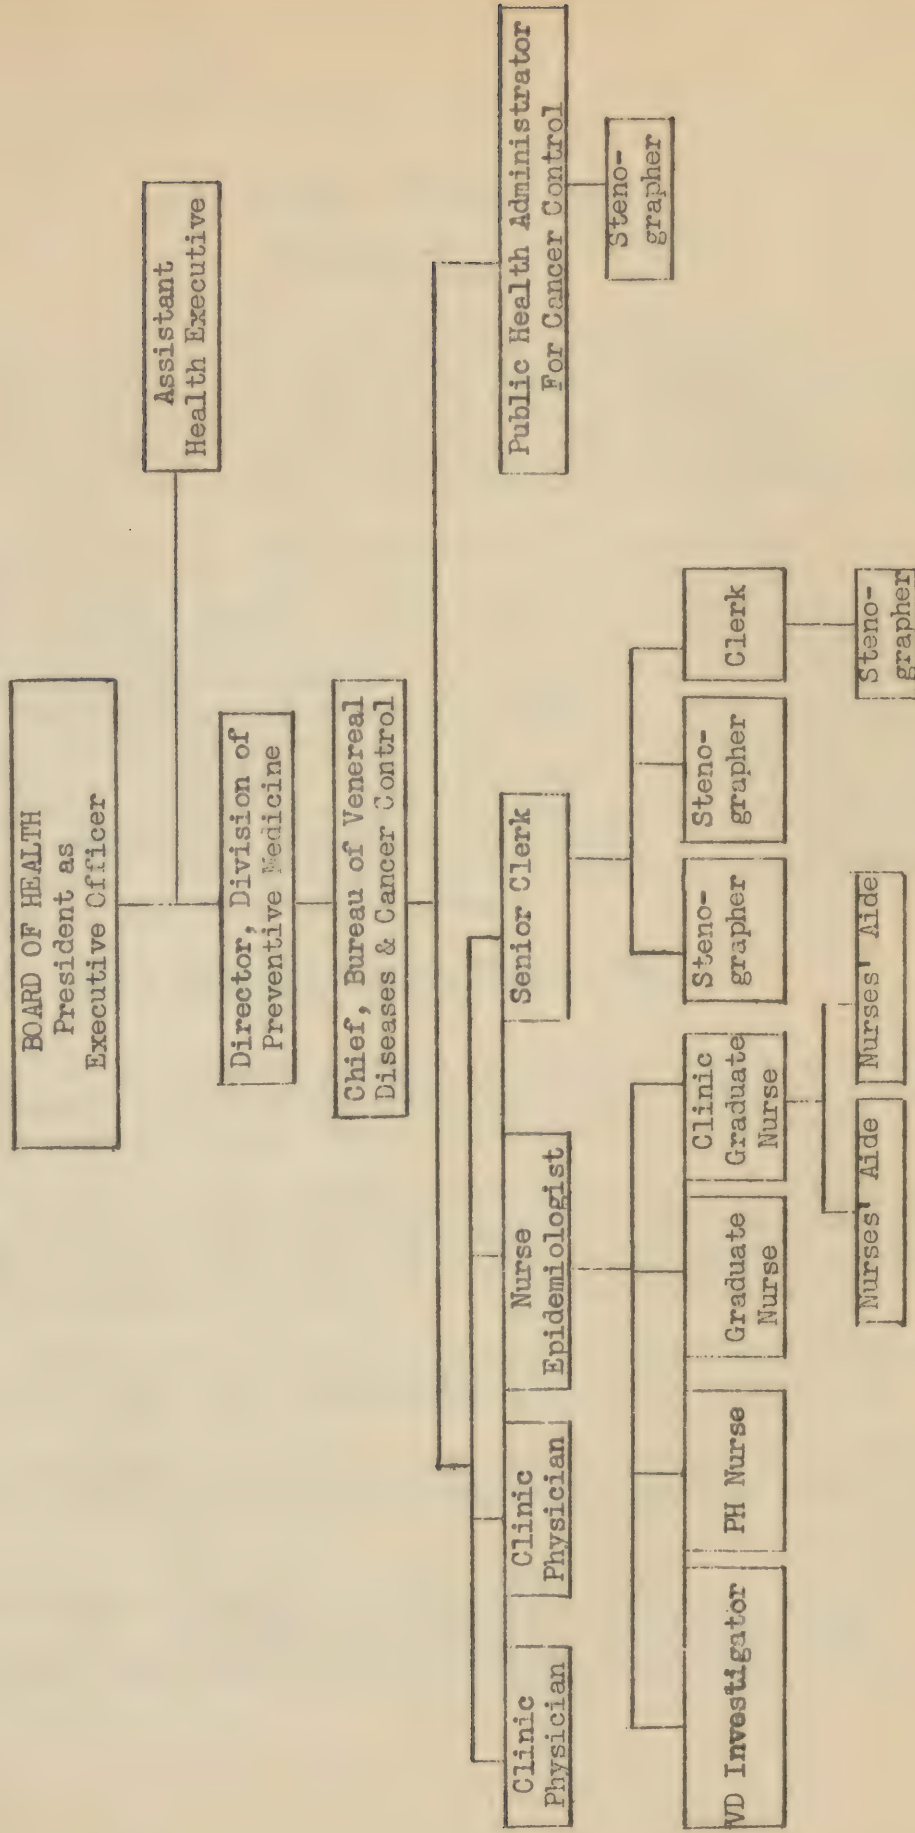 BOARD OF HEALTH
President as
Executive Officer
Assistant
Health Executive
Director, Division of
Preventive Medicine
Chief, Bureau of Venereal
Diseases & Cancer Control
Clinic
Physician
Clinic
Physician
Nurse
Epidemiologist
Senior Clerk
Public Health Administrator
For Cancer Control
Steno-
grapher
VD Investigator
PH Nurse
Graduate
Nurse
Clinic
Graduate
Nurse
Steno-
grapher
Steno-
grapher
Clerk
Nurses' Aide
Nurses' Aide
Steno-
grapher